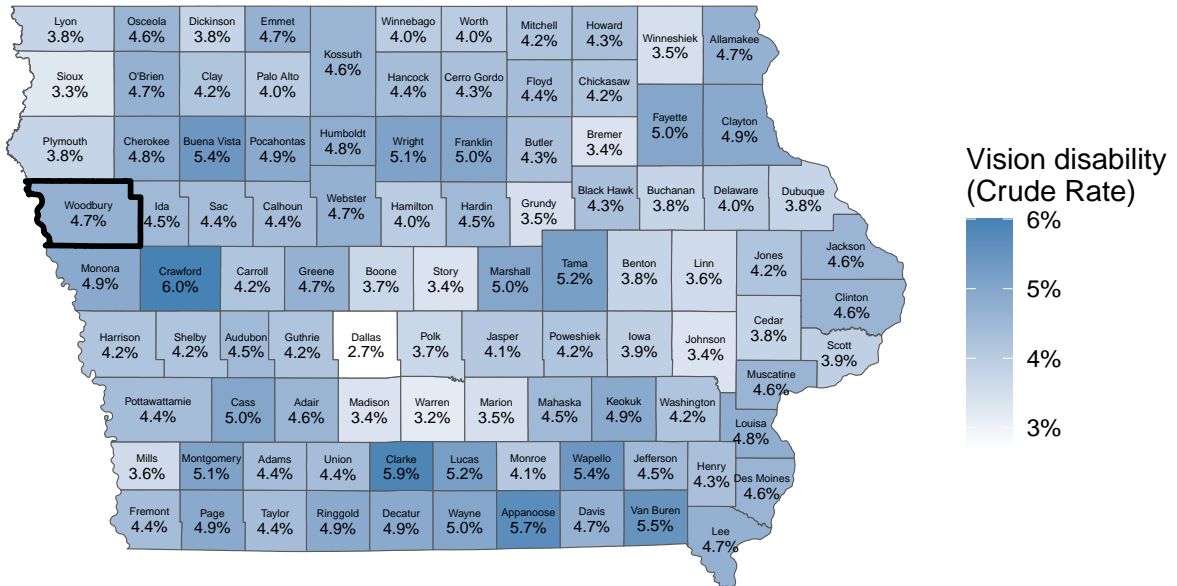 Lyon
3.8%
Osceola
4.6%
Dickinson
3.8%
Emmet
4.7%
Winnebago
4.0%
Worth
4.0%
Mitchell
4.2%
Howard
4.3%
Winneshiek
3.5%
Allamakee
4.7%
Kossuth
4.6%
Sioux
3.3%
O'Brien
4.7%
Clay
4.2%
Palo Alto
4.0%
Hancock
4.4%
Cerro Gordo
4.3%
Floyd
4.4%
Chickasaw
4.2%
Fayette
5.0%
Clayton
4.9%
Plymouth
3.8%
Cherokee
4.8%
Buena Vista
5.4%
Pocahontas
4.9%
Humboldt
4.8%
Wright
5.1%
Franklin
5.0%
Butler
4.3%
Bremer
3.4%
Woodbury
4.7%
Ida
4.5%
Sac
4.4%
Calhoun
4.4%
Webster
4.7%
Hamilton
4.0%
Hardin
4.5%
Grundy
3.5%
Black Hawk
4.3%
Buchanan
3.8%
Delaware
4.0%
Dubuque
3.8%
Monona
4.9%
Crawford
6.0%
Carroll
4.2%
Greene
4.7%
Boone
3.7%
Story
3.4%
Marshall
5.0%
Tama
5.2%
Benton
3.8%
Linn
3.6%
Jones
4.2%
Jackson
4.6%
Clinton
4.6%
Harrison
4.2%
Shelby
4.2%
Audubon
4.5%
Guthrie
4.2%
Dallas
2.7%
Polk
3.7%
Jasper
4.1%
Poweshiek
4.2%
Iowa
3.9%
Johnson
3.4%
Cedar
3.8%
Scott
3.9%
Muscatine
4.6%
Pottawattamie
4.4%
Cass
5.0%
Adair
4.6%
Madison
3.4%
Warren
3.2%
Marion
3.5%
Mahaska
4.5%
Keokuk
4.9%
Washington
4.2%
Louisa
4.8%
Mills
3.6%
Montgomery
5.1%
Adams
4.4%
Union
4.4%
Clarke
5.9%
Lucas
5.2%
Monroe
4.1%
Wapello
5.4%
Jefferson
4.5%
Henry
4.3%
Des Moines
4.6%
Fremont
4.4%
Page
4.9%
Taylor
4.4%
Ringgold
4.9%
Decatur
4.9%
Wayne
5.0%
Appanoose
5.7%
Davis
4.7%
Van Buren
5.5%
Lee
4.7%
Vision disability
(Crude Rate)
6%
5%
4%
3%